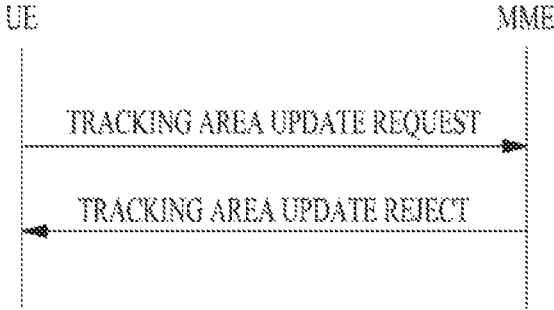 UE MME
TRACKING AREA UPDATE REQUEST
TRACKING AREA UPDATE REJECT